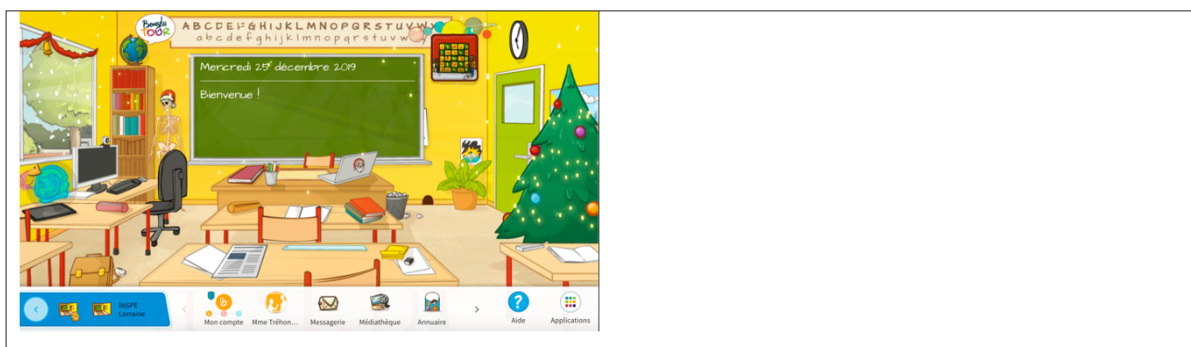 Beneylu
TOUR
ABCDEFGHIJKLMNOPQRSTUVWXY
abcdefghijklmnopqrstuvw
Mercredi 25 décembre 2019
Bienvenue !
INSPE
Lorraine
Mon compte
Mme Tréhon...
Messagerie
Médiathèque
Annuaire
Aide
Applications